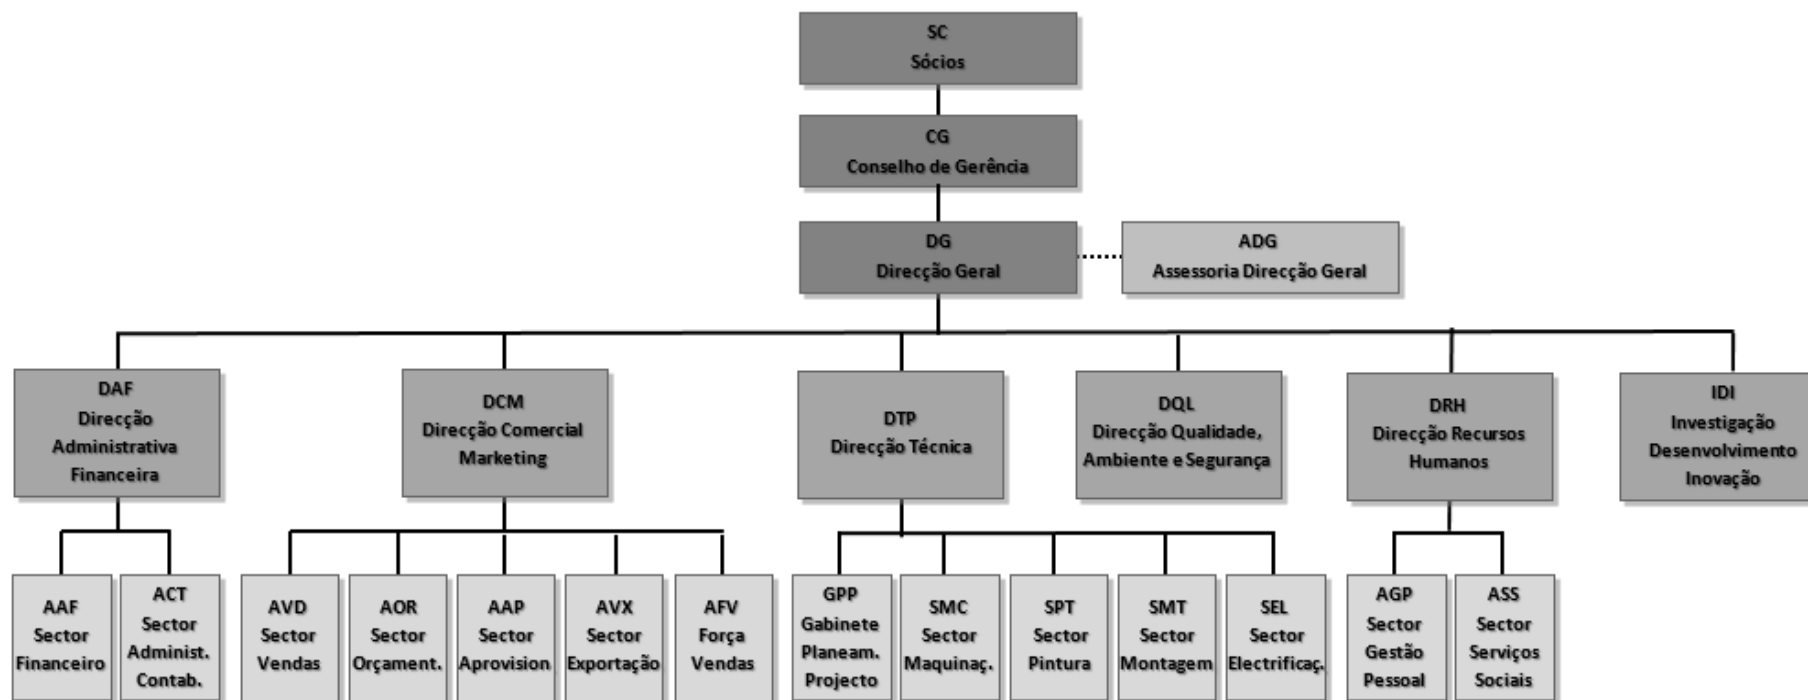 SC
Sócios
CG
Conselho de Gerência
DG
Direcção Geral
ADG
Assessoria Direcção Geral
DAF
Direcção
Administrativa
Financeira
DCM
Direcção Comercial
Marketing
DTP
Direcção Técnica
DQL
Direcção Qualidade,
Ambiente e Segurança
DRH
Direcção Recursos
Humanos
IDI
Investigação
Desenvolvimento
Inovação
AAF
Sector
Financeiro
ACT
Sector
Administ.
Contab.
AVD
Sector
Vendas
AOR
Sector
Orçament.
AAP
Sector
Aprovision
AVX
Sector
Exportação
AFV
Força
Vendas
GPP
Gabinete
Planeam.
Projecto
SMC
Sector
Maquinaç.
SPT
Sector
Pintura
SMT
Sector
Montagem
SEL
Sector
Electrificaç.
AGP
Sector
Gestão
Pessoal
ASS
Sector
Serviços
Sociais